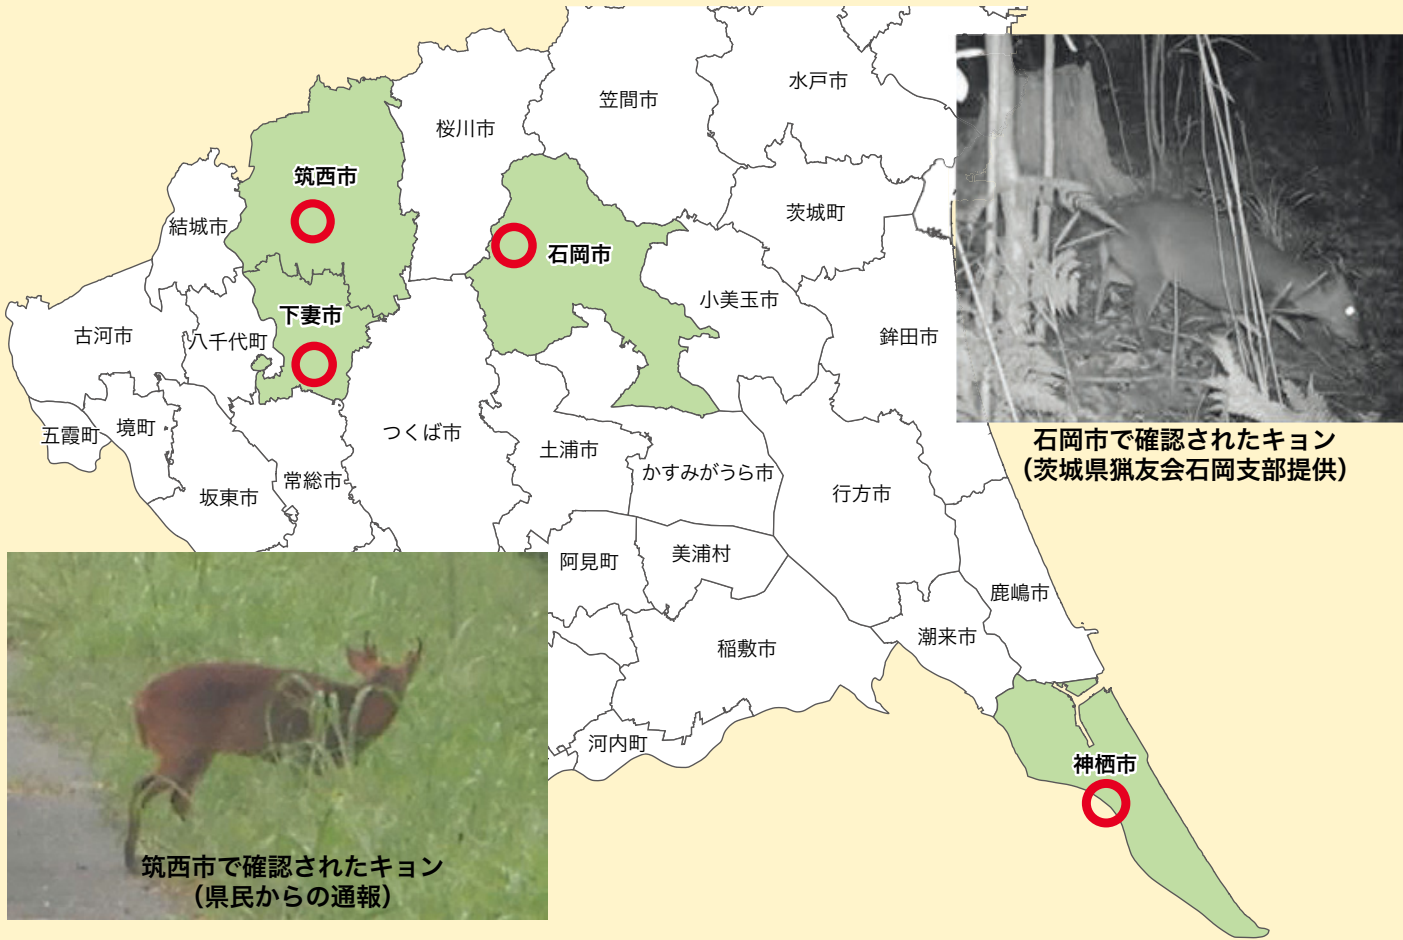 水戸市
笠間市
桜川市
筑西市
茨城町
結城市
石岡市
小美玉市
下妻市
古河市
八千代町
鉾田市
五霞町
境町
つくば市
石岡市で確認されたキョン
（茨城県猟友会石岡支部提供）
土浦市
かすみがうら市
常総市
坂東市
行方市
阿見町
美浦村
鹿嶋市
潮来市
稲敷市
河内町
神栖市
筑西市で確認されたキョン
（県民からの通報）